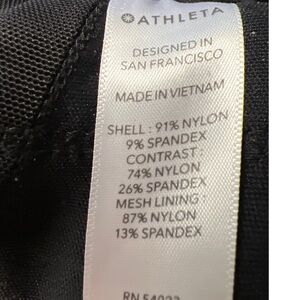 ATHLETA
DESIGNED IN
SAN FRANCISCO
MADE IN VIETNAM
SHELL : 91% NYLON
9% SPANDEX
CONTRAST :
74% NYLON
26% SPANDEX
MESH LINING :
87% NYLON
13% SPANDEX
RN 54023